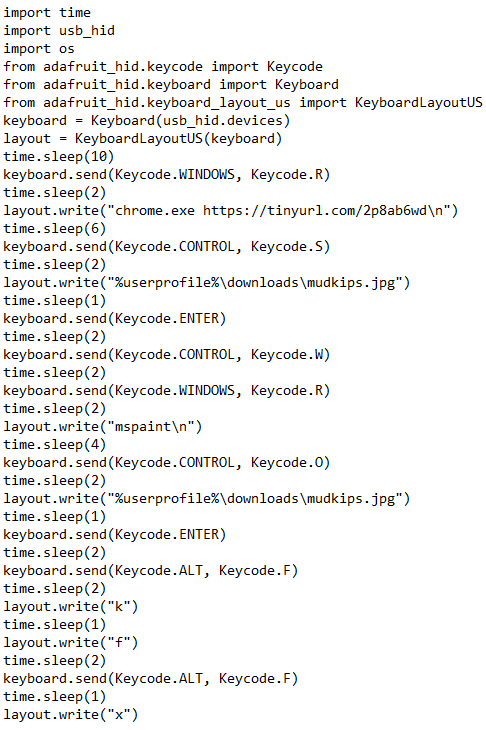 import time
import usb_hid
import os
from adafruit_hid.keycode import Keycode
from adafruit_hid.keyboard import Keyboard
from adafruit_hid.keyboard_layout_us import KeyboardLayoutUS
keyboard = Keyboard(usb_hid.devices)
layout = KeyboardLayoutUS(keyboard)
time.sleep(10)
keyboard.send(Keycode.WINDOWS, Keycode.R)
time.sleep(2)
layout.write("chrome.exe https://tinyurl.com/2p8ab6wd\n")
time.sleep(6)
keyboard.send(Keycode.CONTROL, Keycode.S)
time.sleep(2)
layout.write("%userprofile%\downloads\mudkips.jpg")
time.sleep(1)
keyboard.send(Keycode.ENTER)
time.sleep(2)
keyboard.send(Keycode.CONTROL, Keycode.W)
time.sleep(2)
keyboard.send(Keycode.WINDOWS, Keycode.R)
time.sleep(2)
layout.write("mspaint\n")
time.sleep(4)
keyboard.send(Keycode.CONTROL, Keycode.O)
time.sleep(2)
layout.write("%userprofile%\downloads\mudkips.jpg")
time.sleep(1)
keyboard.send(Keycode.ENTER)
time.sleep(2)
keyboard.send(Keycode.ALT, Keycode.F)
time.sleep(2)
layout.write("k")
time.sleep(1)
layout.write("f")
time.sleep(2)
keyboard.send(Keycode.ALT, Keycode.F)
time.sleep(1)
layout.write("x")